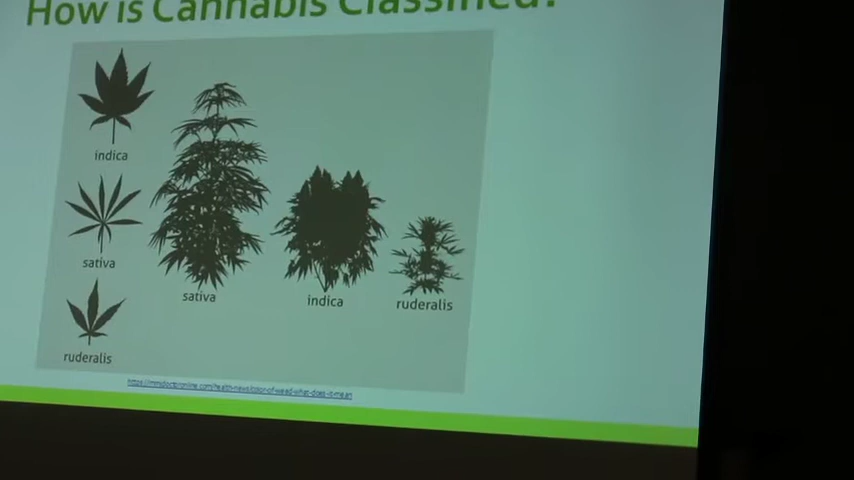 How is Cannabis Classified?
indica
sativa
ruderalis
sativa
indica
ruderalis